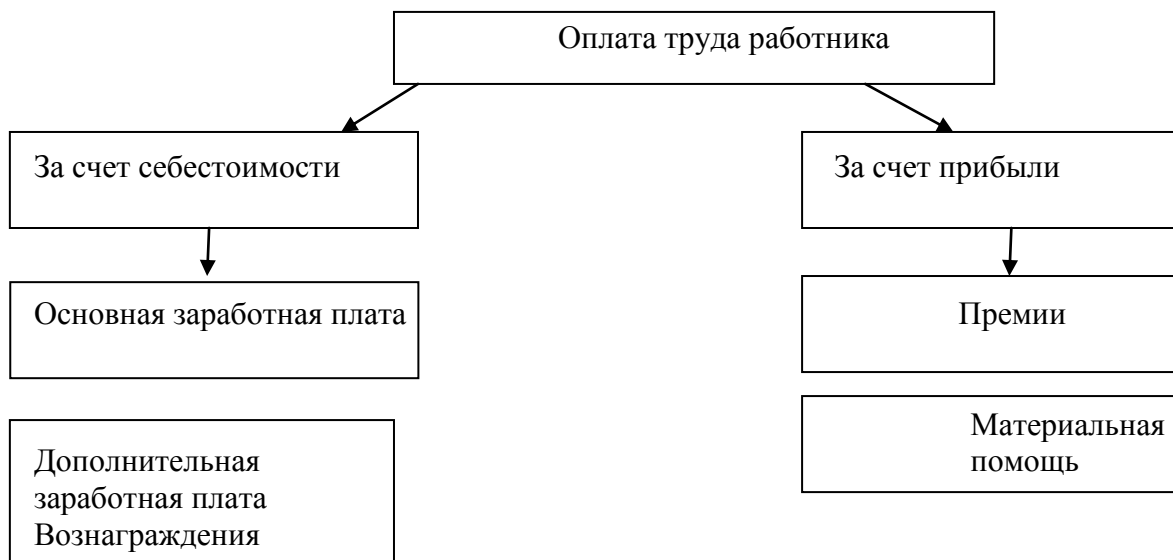 Оплата труда работника
За счет себестоимости
За счет прибыли
Основная заработная плата
Премии
Дополнительная
заработная плата
Вознаграждения
Материальная
помощь